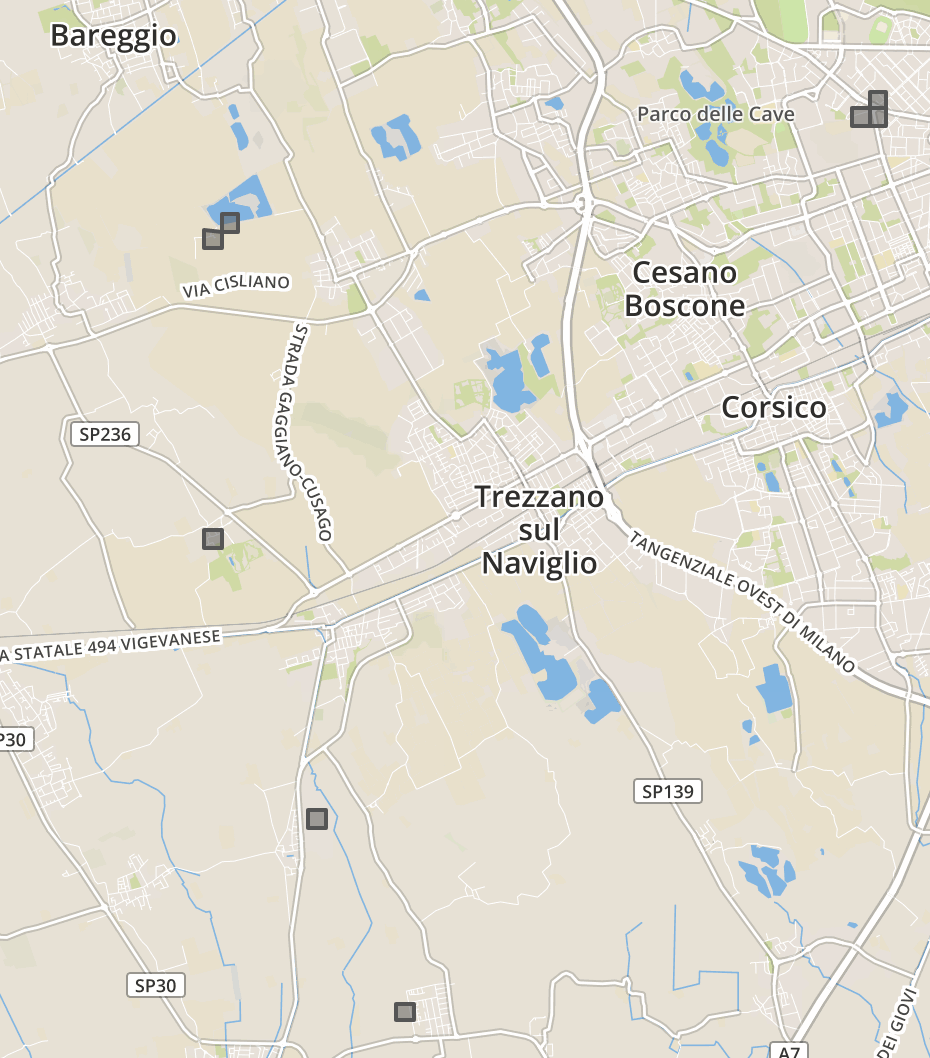 Bareggio
Parco delle Cave
Cesano
Boscone
VIA CISLIANO
STRADA GAGGIANO-CUSAGO
Corsico
SP236
Trezzano
sul
Naviglio
TANGENZIALE OVEST DI MILANO
A STATALE 494 VIGEVANESE
P30
SP139
SP30
A7
DEI GIOVI